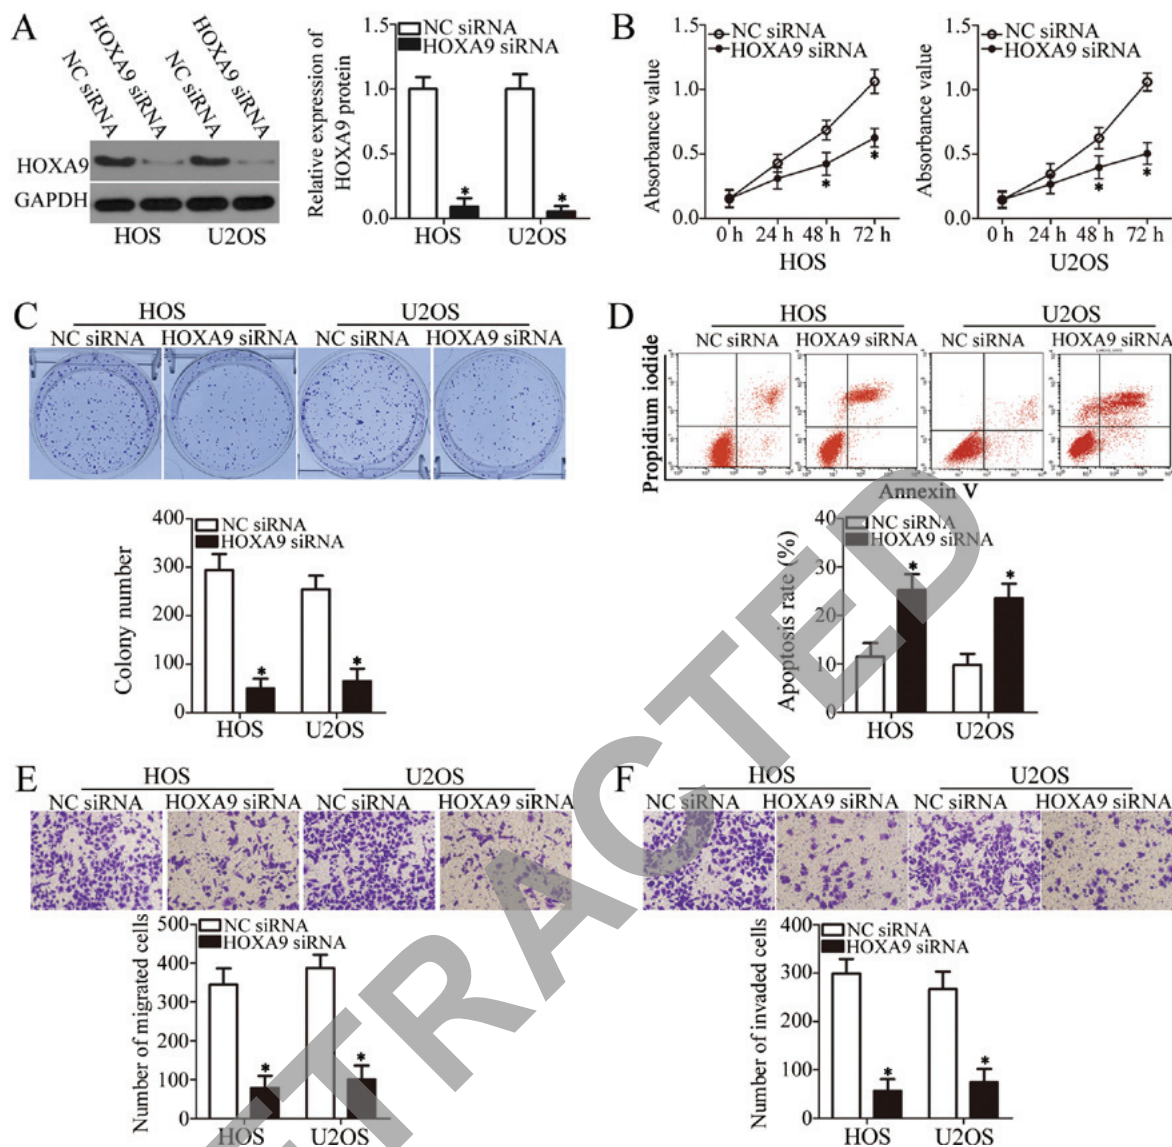 A
NC siRNA
HOXA9 siRNA
NC siRNA
HOXA9 siRNA
HOXA9
GAPDH
HOS U2OS
Relative expression of
HOXA9 protein
1.5
1.0
0.5
0.0
NC siRNA
HOXA9 siRNA
* *
HOS U2OS
B
Absorbance value
1.5
1.0
0.5
0.0
NC siRNA
HOXA9 siRNA
* *
0 h 24 h 48 h 72 h
HOS
Absorbance value
1.5
1.0
0.5
0.0
NC siRNA
HOXA9 siRNA
* *
0 h 24 h 48 h 72 h
U2OS
C
HOS U2OS
NC siRNA HOXA9 siRNA NC siRNA HOXA9 siRNA
Colony number
400
300
200
100
0
NC siRNA
HOXA9 siRNA
* *
HOS U2OS
D
HOS U2OS
NC siRNA HOXA9 siRNA NC siRNA HOXA9 siRNA
Propidium iodide
Annexin V
Apoptosis rate (%)
40
30
20
10
0
NC siRNA
HOXA9 siRNA
* *
HOS U2OS
E
HOS U2OS
NC siRNA HOXA9 siRNA NC siRNA HOXA9 siRNA
Number of migrated cells
500
400
300
200
100
0
NC siRNA
HOXA9 siRNA
* *
HOS U2OS
F
HOS U2OS
NC siRNA HOXA9 siRNA NC siRNA HOXA9 siRNA
Number of invaded cells
400
300
200
100
0
NC siRNA
HOXA9 siRNA
* *
HOS U2OS
ETRACTED